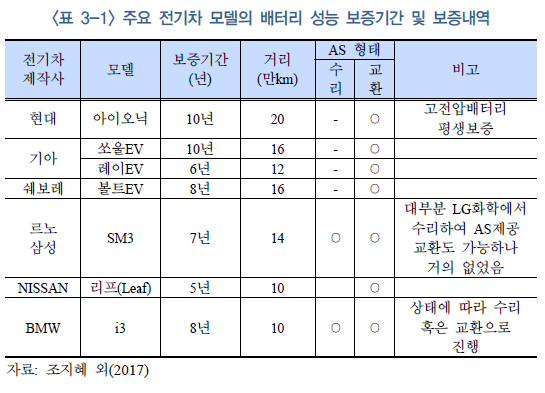 <표 3-1> 주요 전기차 모델의 배터리 성능 보증기간 및 보증내역
전기차 제작사 모델 보증기간 (년) 거리 (만km) AS 형태 수리 교환 비고
현대 아이오닉 10년 20 - ○ 고전압배터리 평생보증
기아 쏘울EV 10년 16 - ○
레이EV 6년 12 - ○
쉐보레 볼트EV 8년 16 - ○
르노 삼성 SM3 7년 14 ○ ○ 대부분 LG화학에서 수리하여 AS제공 교환도 가능하나 거의 없었음
NISSAN 리프(Leaf) 5년 10 ○
BMW i3 8년 10 ○ ○ 상태에 따라 수리 혹은 교환으로 진행
자료: 조지혜 외(2017)